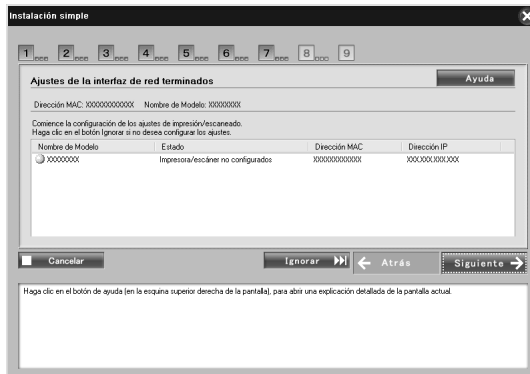 Instalación simple
1 2 3 4 5 6 7 8 9
Ajustes de la interfaz de red terminados
Ayuda
Dirección MAC: XXXXXXXXXXXX Nombre de Modelo: XXXXXXXX
Comience la configuración de los ajustes de impresión/escaneado.
Haga clic en el botón Ignorar si no desea configurar los ajustes.
Nombre de Modelo Estado Dirección MAC Dirección IP
XXXXXXXX Impresora/escáner no configurados XXXXXXXXXXXX XXX.XXX.XXX.XXX
Cancelar Ignorar Atrás Siguiente
Haga clic en el botón de ayuda (en la esquina superior derecha de la pantalla), para abrir una explicación detallada de la pantalla actual.